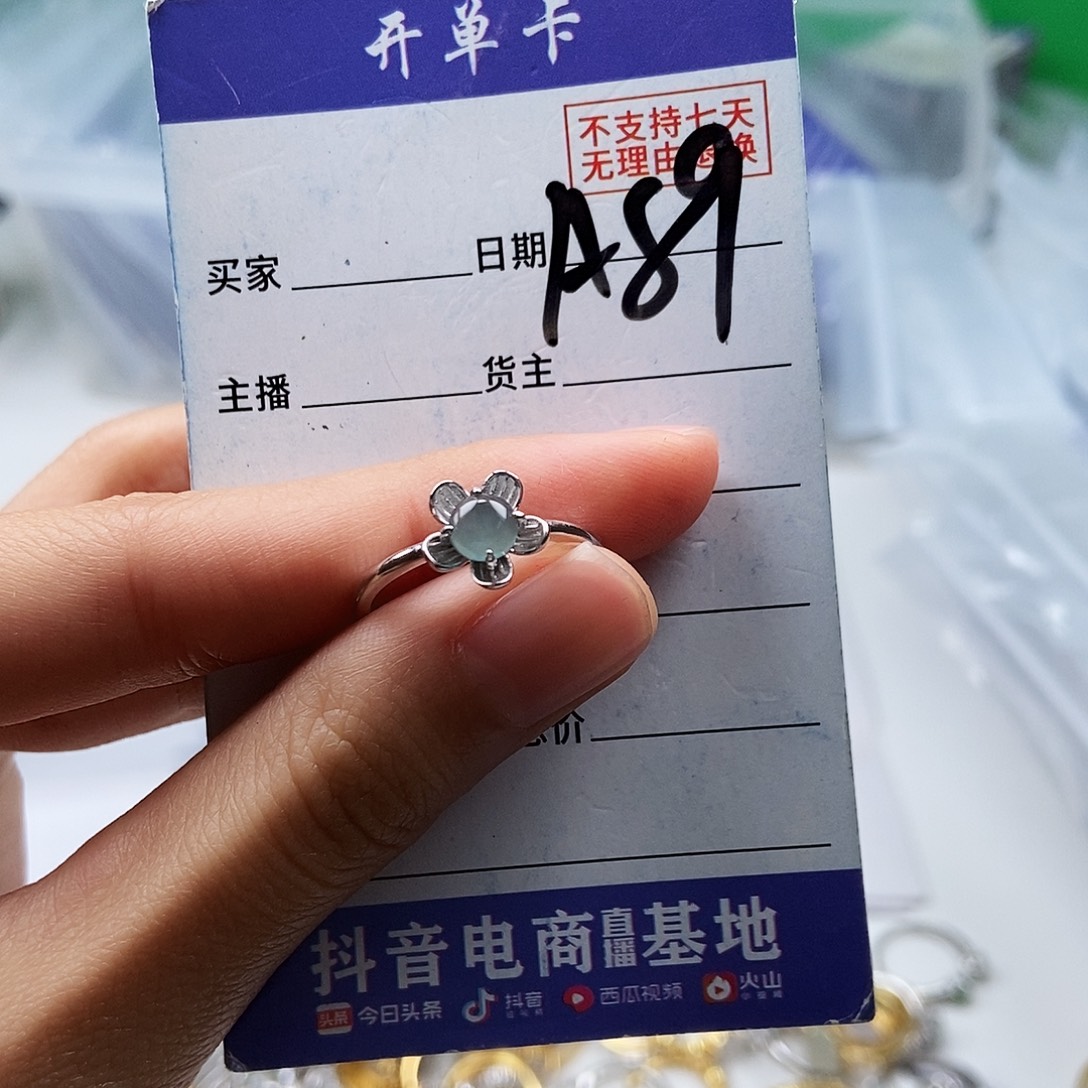 开单卡
不支持七天
无理由退换
A89
买家 日期
主播 货主
价
抖音电商直播基地
头条 今日头条 抖音 西瓜视频 火山